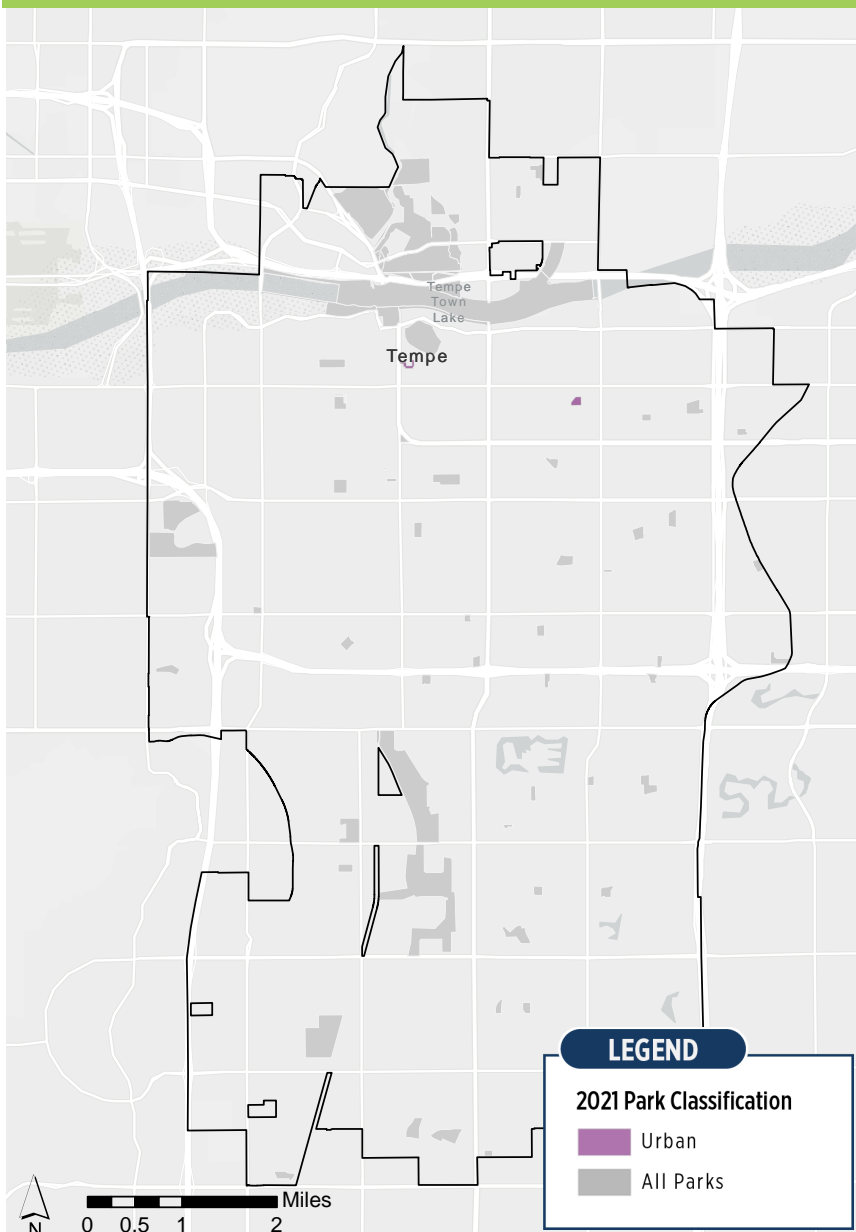 Tempe
Town
Lake
Tempe
LEGEND
2021 Park Classification
Urban
All Parks
N
Miles
0 0.5 1 2